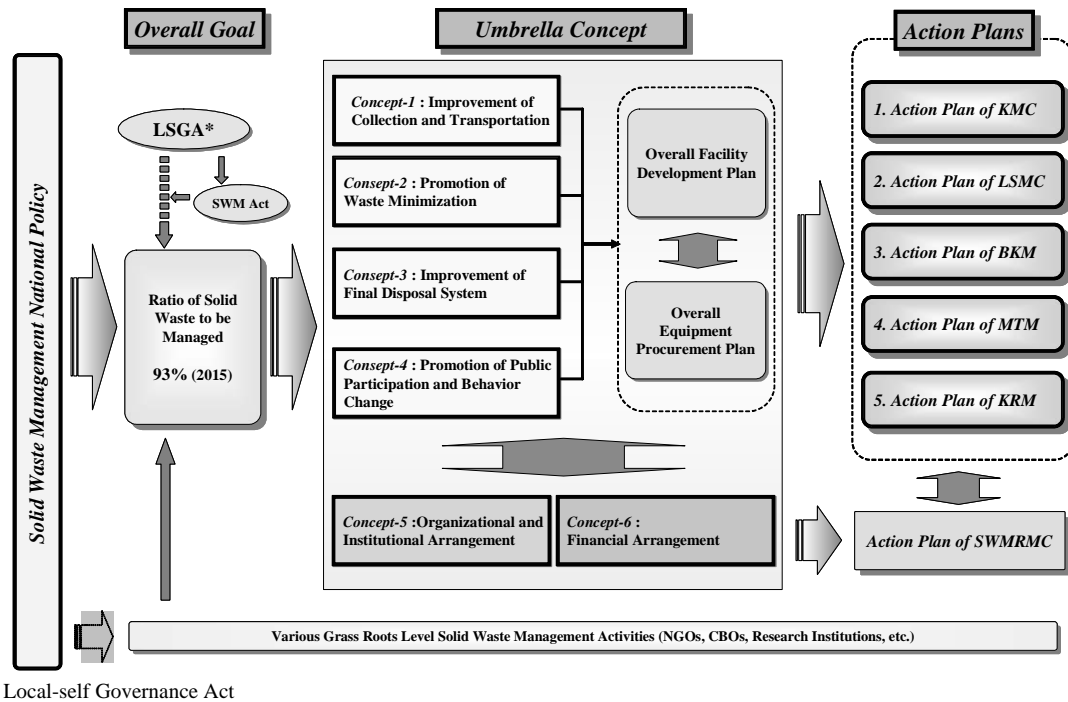 Overall Goal
Umbrella Concept
Action Plans
Solid Waste Management National Policy
LSGA*
SWM Act
Ratio of Solid
Waste to be
Managed
93% (2015)
Concept-1 : Improvement of
Collection and Transportation
Consept-2 : Promotion of
Waste Minimization
Concept-3 : Improvement of
Final Disposal System
Concept-4 : Promotion of Public
Participation and Behavior
Change
Overall Facility
Development Plan
Overall
Equipment
Procurement Plan
Concept-5 :Organizational and
Institutional Arrangement
Concept-6 :
Financial Arrangement
1. Action Plan of KMC
2. Action Plan of LSMC
3. Action Plan of BKM
4. Action Plan of MTM
5. Action Plan of KRM
Action Plan of SWMRMC
Various Grass Roots Level Solid Waste Management Activities (NGOs, CBOs, Research Institutions, etc.)
Local-self Governance Act